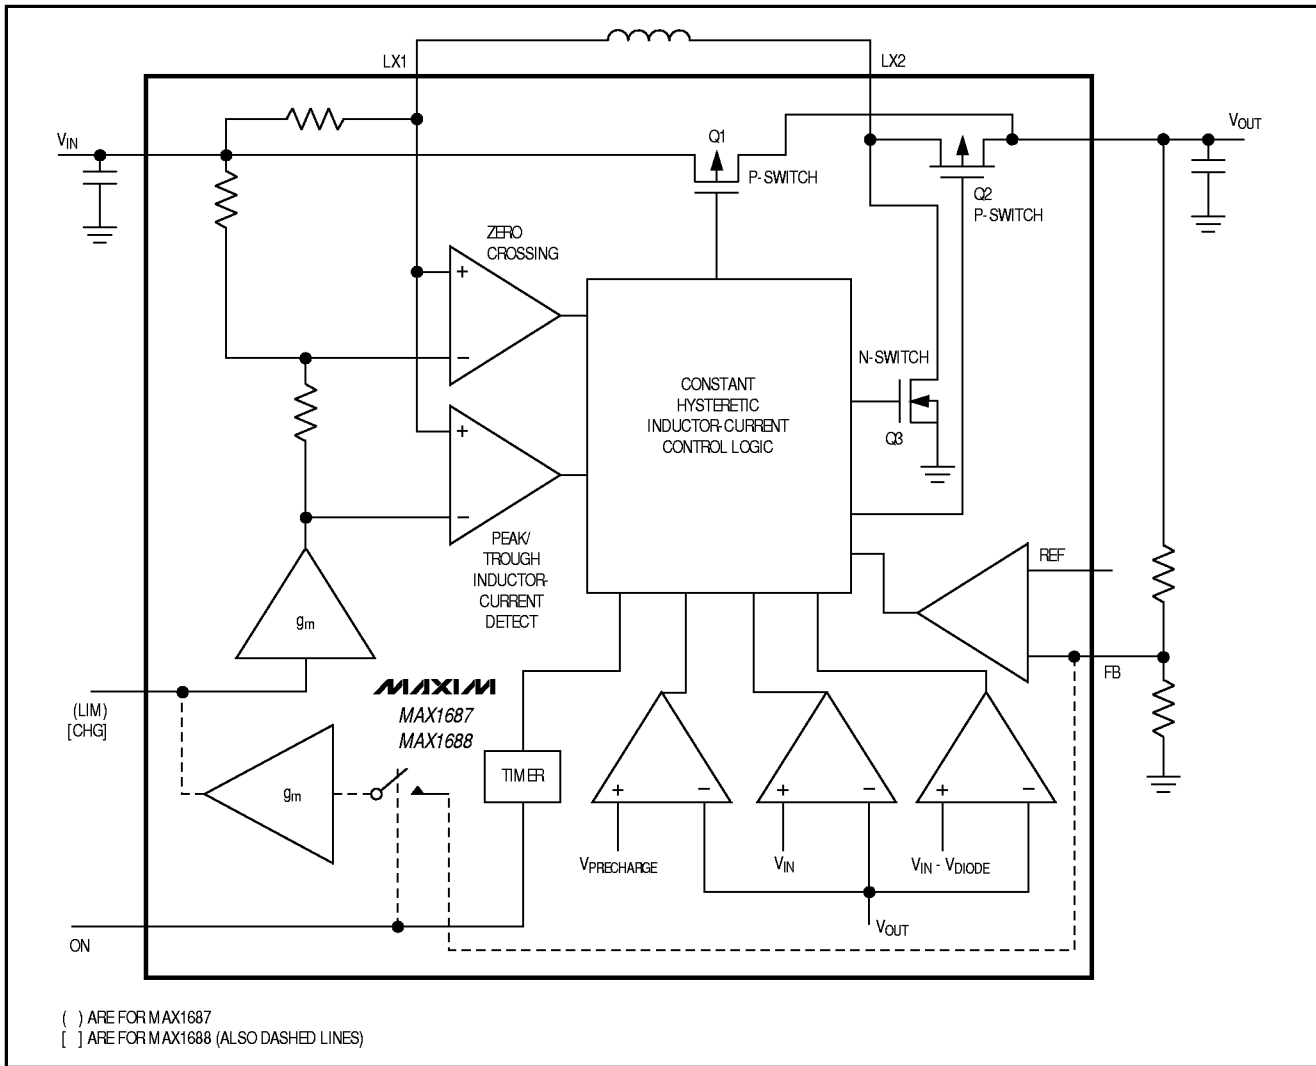 LX1
LX2
VIN
VOUT
Q1
P-SWITCH
Q2
P-SWITCH
ZERO
CROSSING
+
−
N-SWITCH
Q3
CONSTANT
HYSTERETIC
INDUCTOR-CURRENT
CONTROL LOGIC
+
−
PEAK/
TROUGH
INDUCTOR-
CURRENT
DETECT
REF
FB
gm
(LIM)
[CHG]
MAXIM
MAX1687
MAX1688
TIMER
gm
+
−
+
−
+
−
VPRECHARGE
VIN
VIN - VDIODE
VOUT
ON
( ) ARE FOR MAX1687
[ ] ARE FOR MAX1688 (ALSO DASHED LINES)